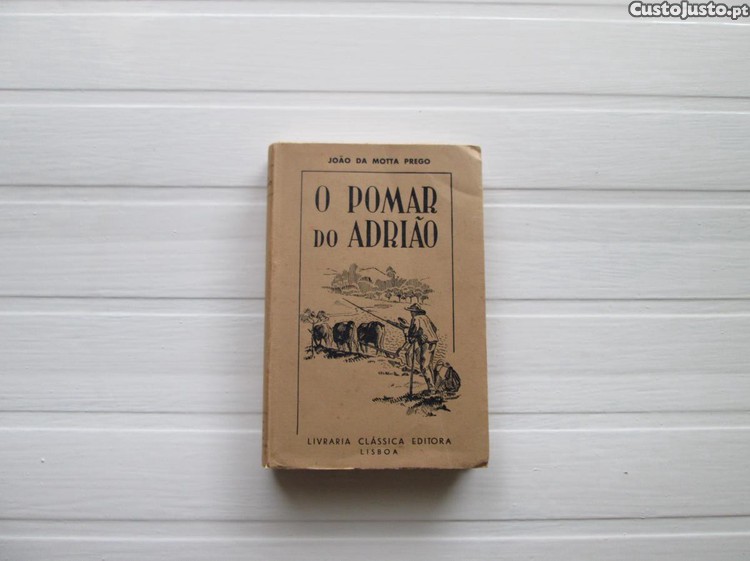 CustoJusto.pt
JOÃO DA MOTTA PREGO
O POMAR
DO ADRIÃO
LIVRARIA CLÁSSICA EDITORA
LISBOA